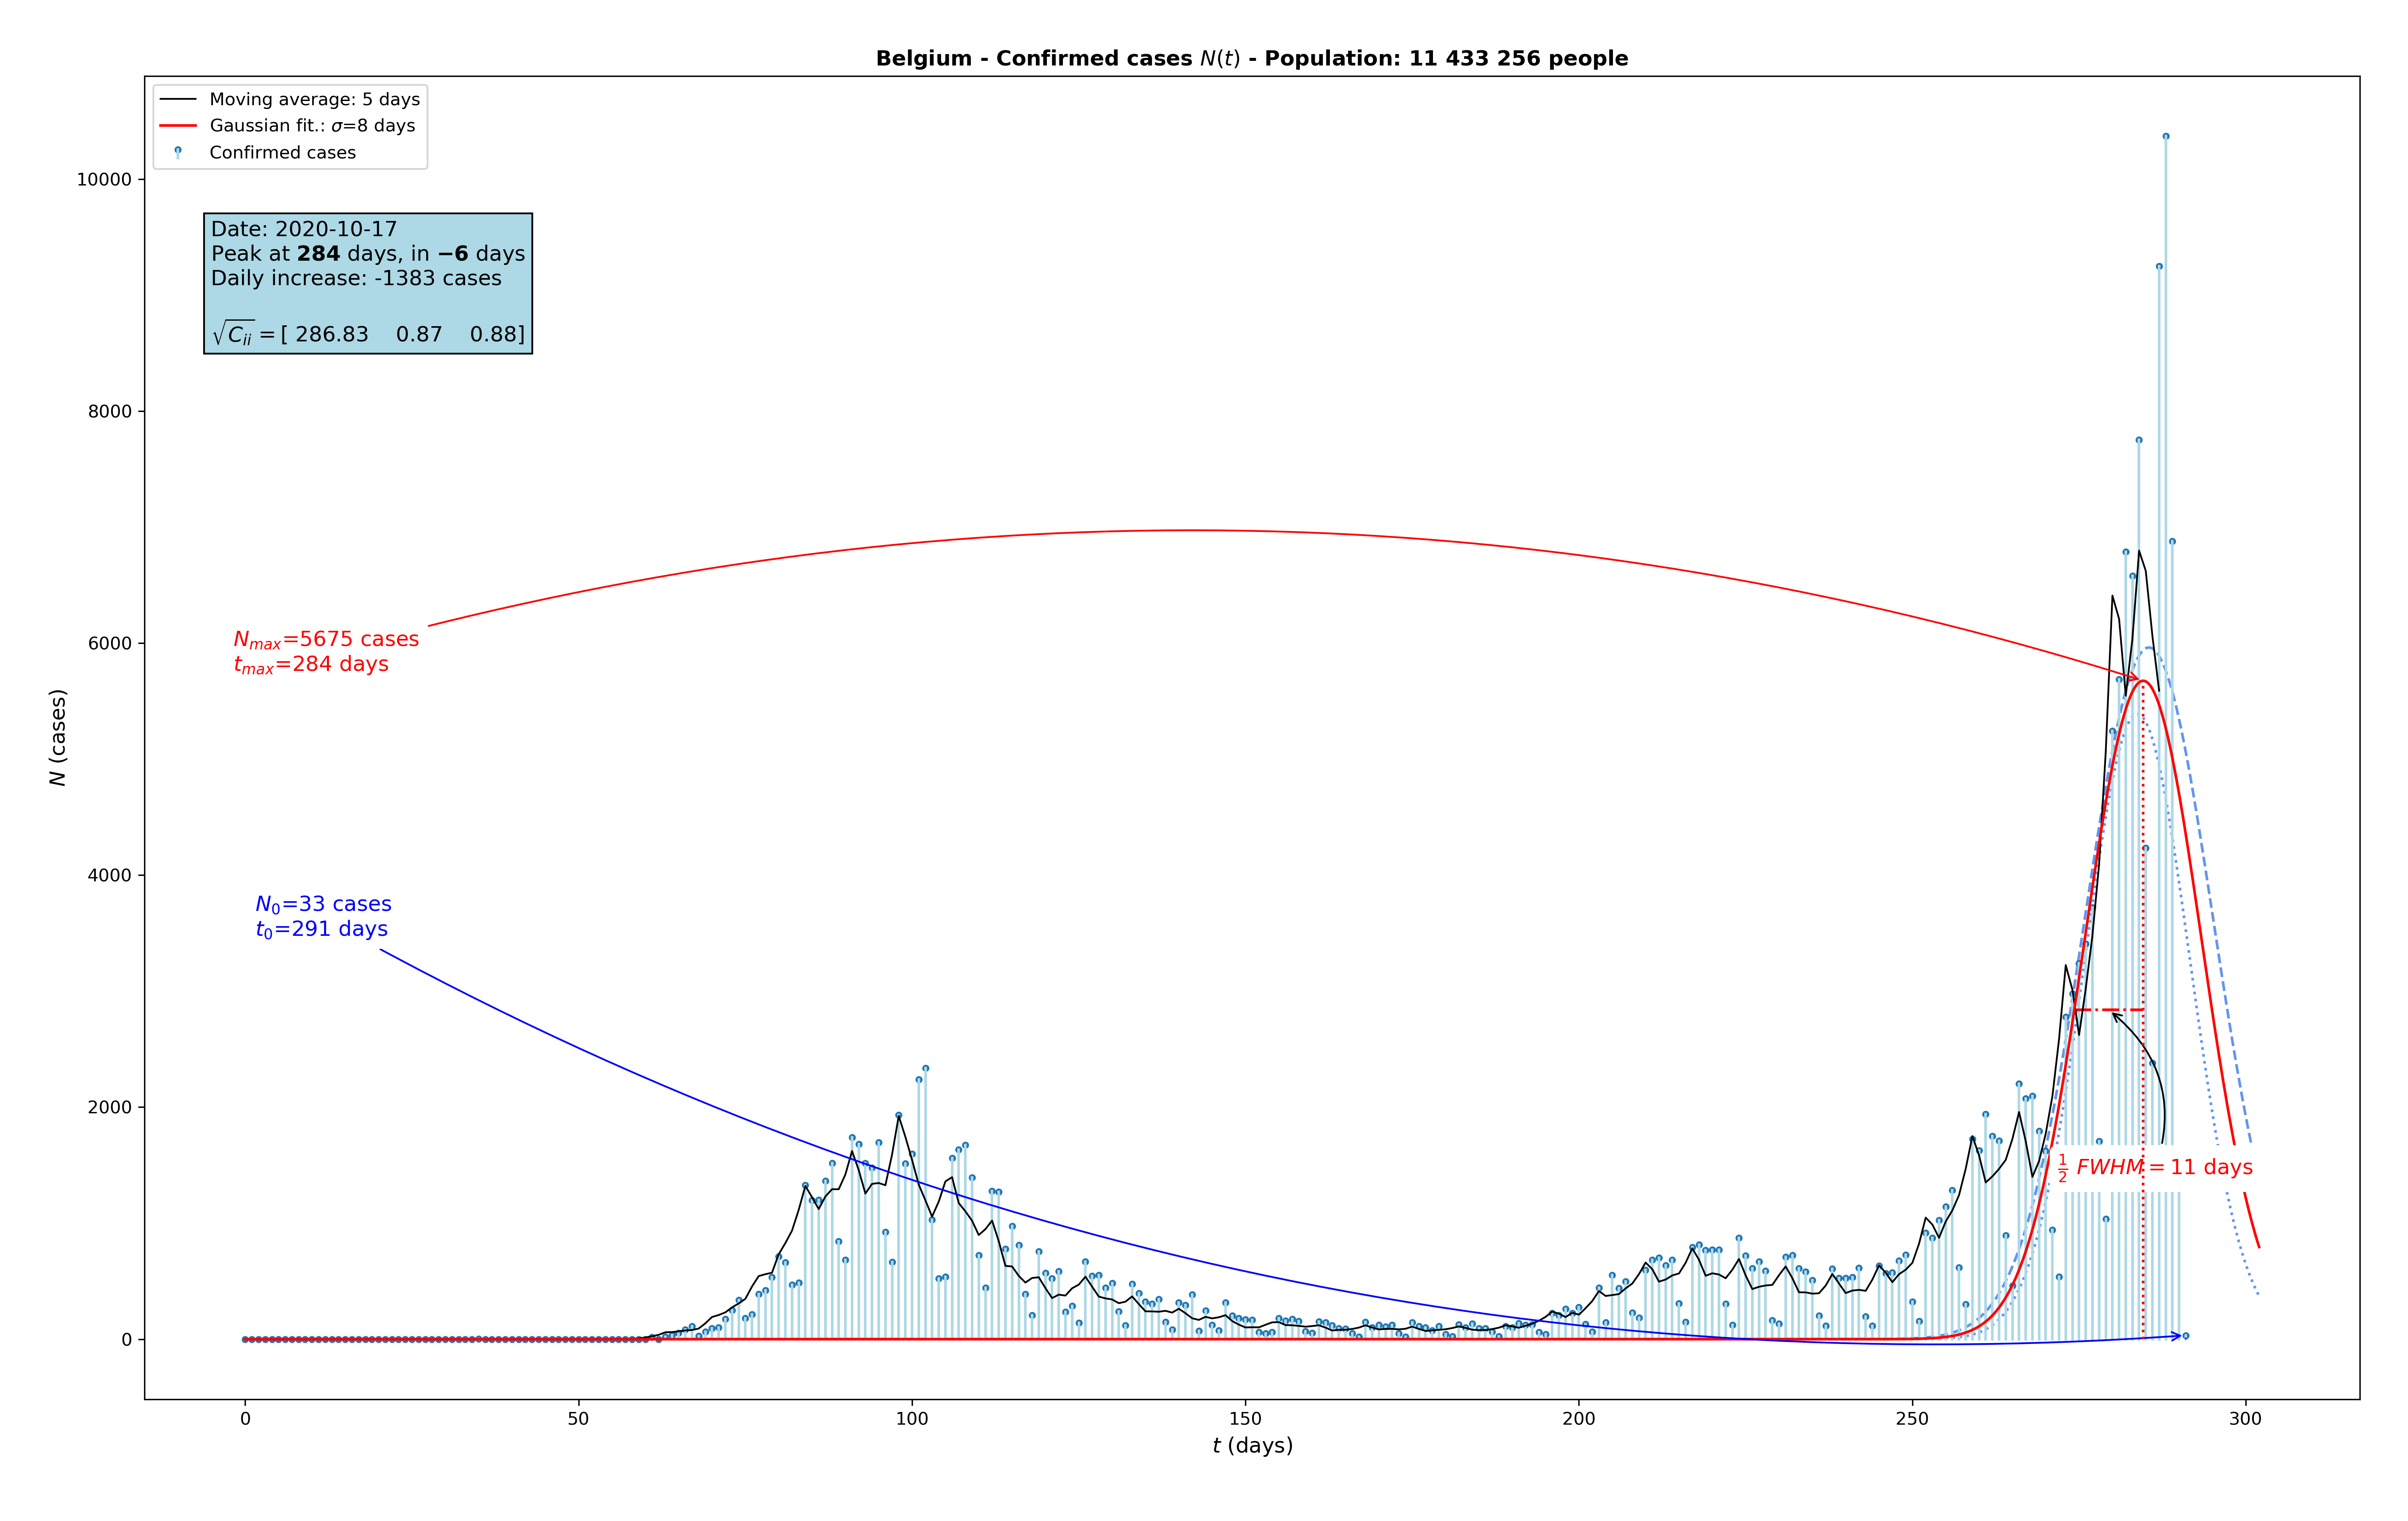 Belgium - Confirmed cases N(t) - Population: 11 433 256 people
Moving average: 5 days
Gaussian fit.: σ=8 days
Confirmed cases
Date: 2020-10-17
Peak at 284 days, in −6 days
Daily increase: -1383 cases
√C_ii = [ 286.83 0.87 0.88]
N_max=5675 cases
t_max=284 days
N_0=33 cases
t_0=291 days
1/2 FWHM = 11 days
N (cases)
10000
8000
6000
4000
2000
0
0 50 100 150 200 250 300
t (days)